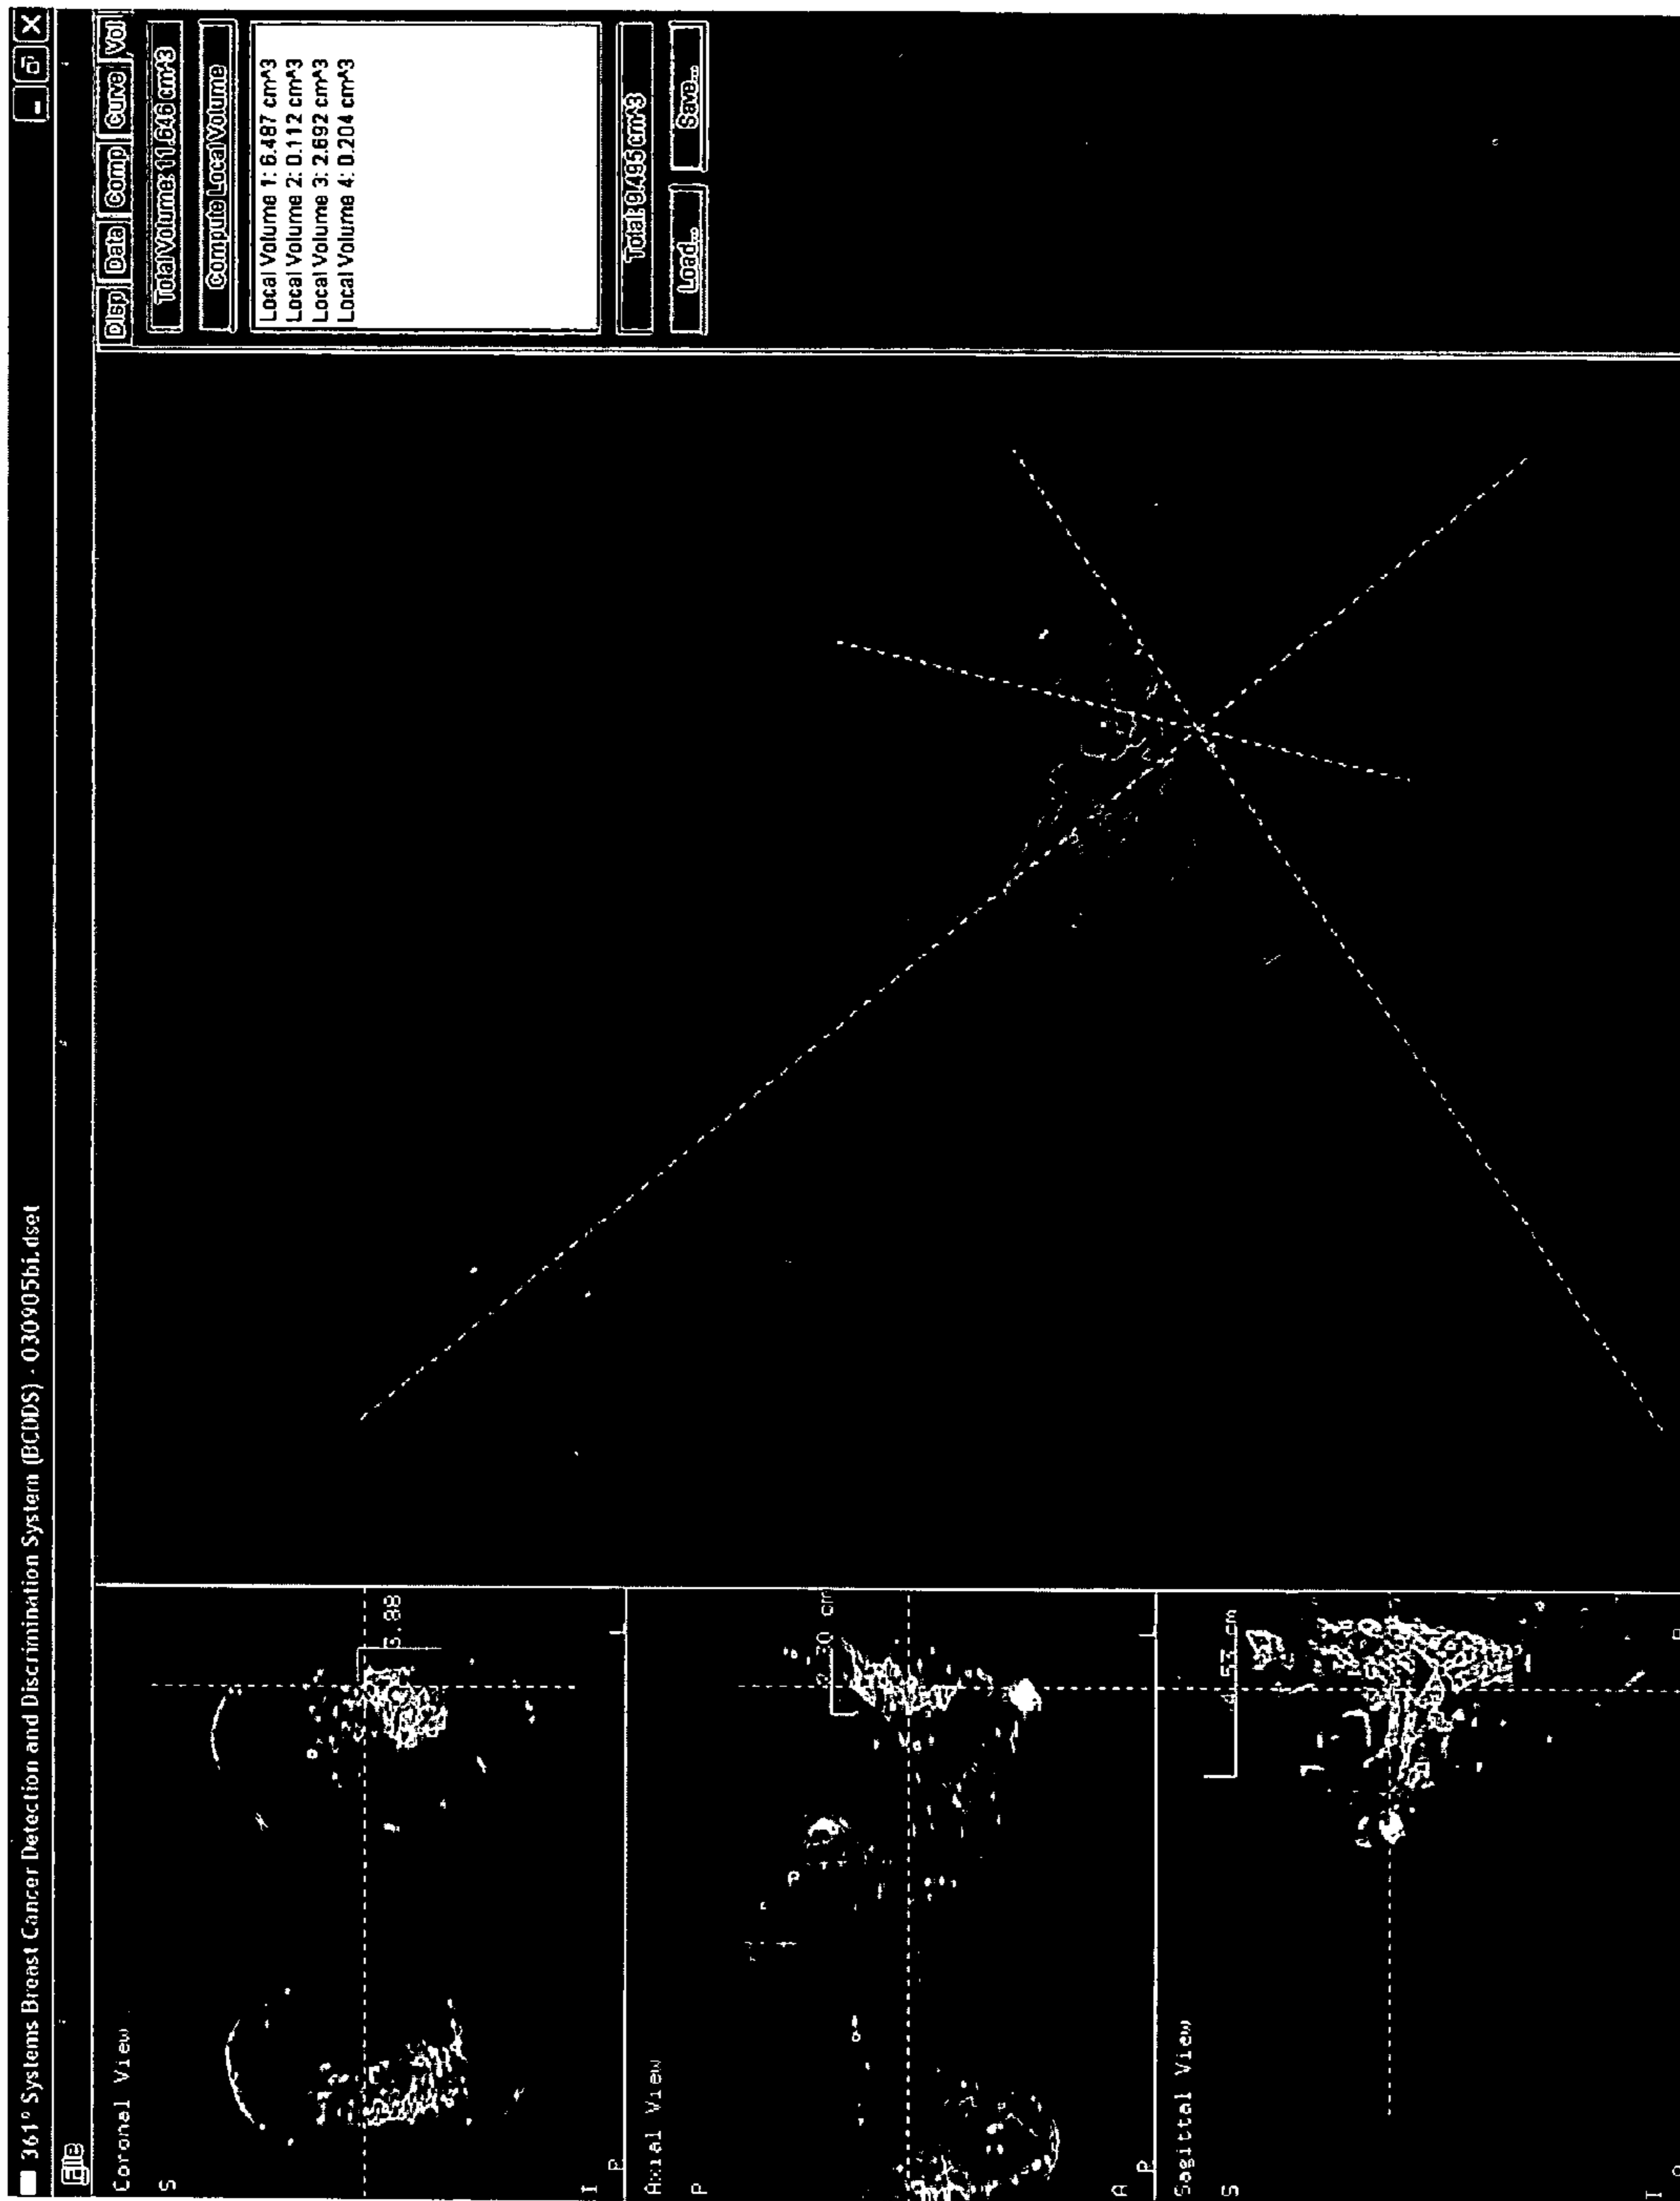 361° Systems Breast Cancer Detection and Discrimination System (BCDDS) - 030905bi.dset
File
Disp Data Comp Curve Vol
Total Volume: 11.646 cm^3
Compute Local Volume
Local Volume 1: 6.487 cm^3
Local Volume 2: 0.112 cm^3
Local Volume 3: 2.692 cm^3
Local Volume 4: 0.204 cm^3
Total: 9.495 cm^3
Load... Save...
Coronal View
S
I
R
L
Axial View
P
A
R
L
Sagittal View
S
4.53 cm
I